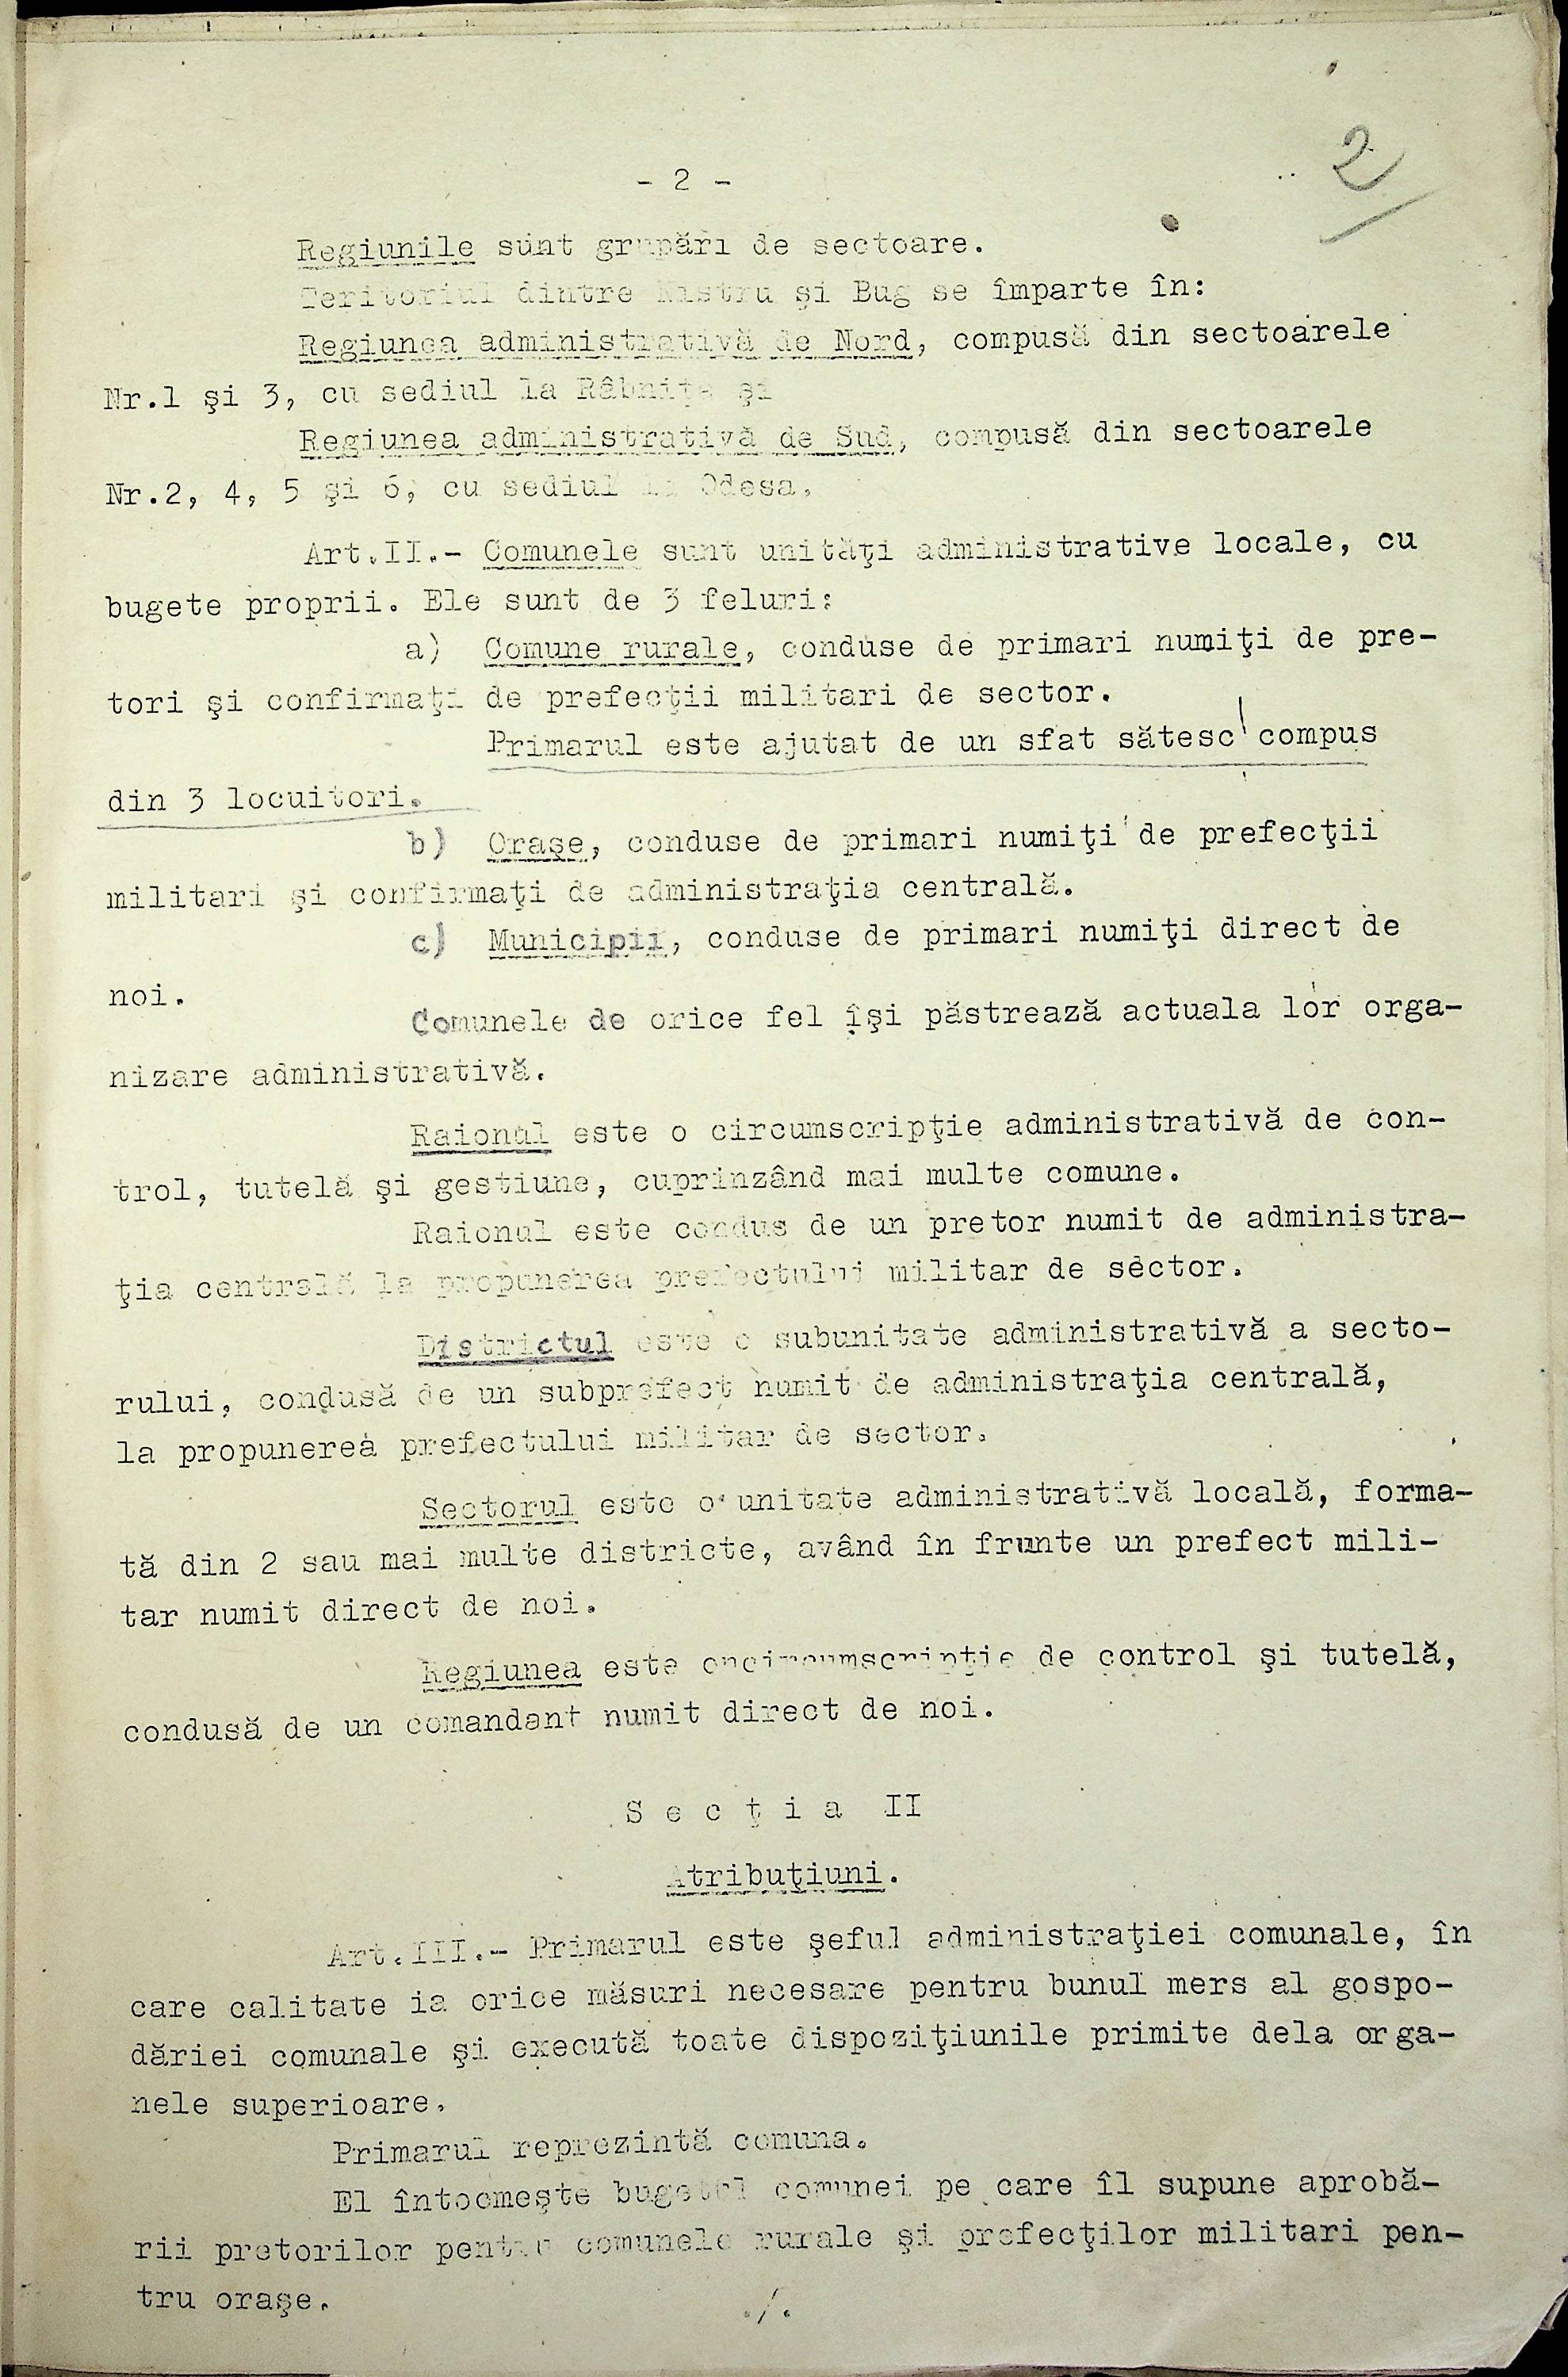 2
- 2 -
Regiunile sunt grupări de sectoare.
Teritoriul dintre Nistru şi Bug se împarte în:
Regiunea administrativă de Nord, compusă din sectoarele
Nr.1 şi 3, cu sediul la Râbniţa şi
Regiunea administrativă de Sud, compusă din sectoarele
Nr.2, 4, 5 şi 6, cu sediul la Odesa.
Art.II.- Comunele sunt unităţi administrative locale, cu
bugete proprii. Ele sunt de 3 feluri:
a) Comune rurale, conduse de primari numiţi de pre-
tori şi confirmaţi de prefecţii militari de sector.
Primarul este ajutat de un sfat sătesc compus
din 3 locuitori.
b) Oraşe, conduse de primari numiţi de prefecţii
militari şi confirmaţi de administraţia centrală.
c) Municipii, conduse de primari numiţi direct de
noi.
Comunele de orice fel îşi păstrează actuala lor orga-
nizare administrativă.
Raionul este o circumscripţie administrativă de con-
trol, tutelă şi gestiune, cuprinzând mai multe comune.
Raionul este condus de un pretor numit de administra-
ţia centrală la propunerea prefectului militar de sector.
Districtul este o subunitate administrativă a secto-
rului, condusă de un subprefect numit de administraţia centrală,
la propunerea prefectului militar de sector.
Sectorul este o unitate administrativă locală, forma-
tă din 2 sau mai multe districte, având în frunte un prefect mili-
tar numit direct de noi.
Regiunea este de control şi tutelă,
condusă de un comandant numit direct de noi.
S e c ţ i a II
Atribuţiuni.
Art.III.- Primarul este şeful administraţiei comunale, în
care calitate ia orice măsuri necesare pentru bunul mers al gospo-
dăriei comunale şi execută toate dispoziţiunile primite dela orga-
nele superioare.
Primarul reprezintă comuna.
El întocmeşte bugetul comunei pe care îl supune aprobă-
rii pretorilor pentru comunele rurale şi prefecţilor militari pen-
tru oraşe.
./.